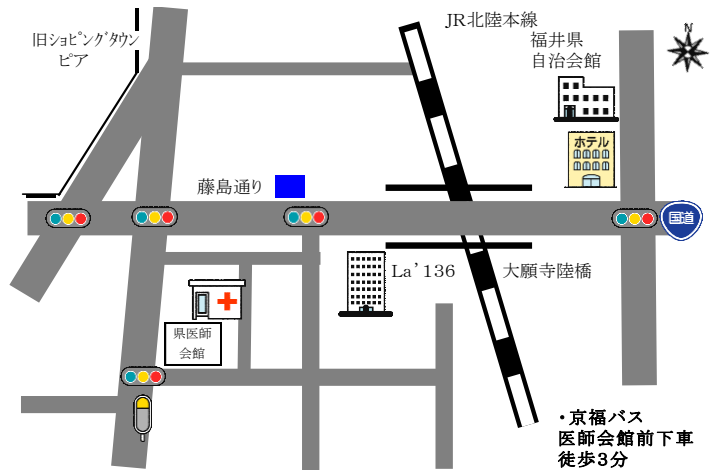 JR北陸本線
N
旧ショピングタウン
ピア
福井県
自治会館
ホテル
藤島通り
国道
La’136
大願寺陸橋
県医師
会館
・京福バス
医師会館前下車
徒歩3分